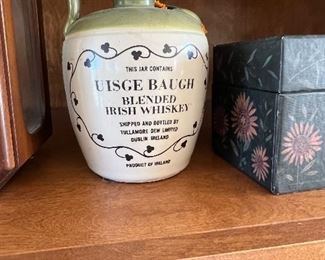 THIS JAR CONTAINS
UISGE BAUGH
BLENDED
IRISH WHISKEY
SHIPPED AND BOTTLED BY
TULLAMORE DEW LIMITED
DUBLIN IRELAND
PRODUCT OF IRELAND